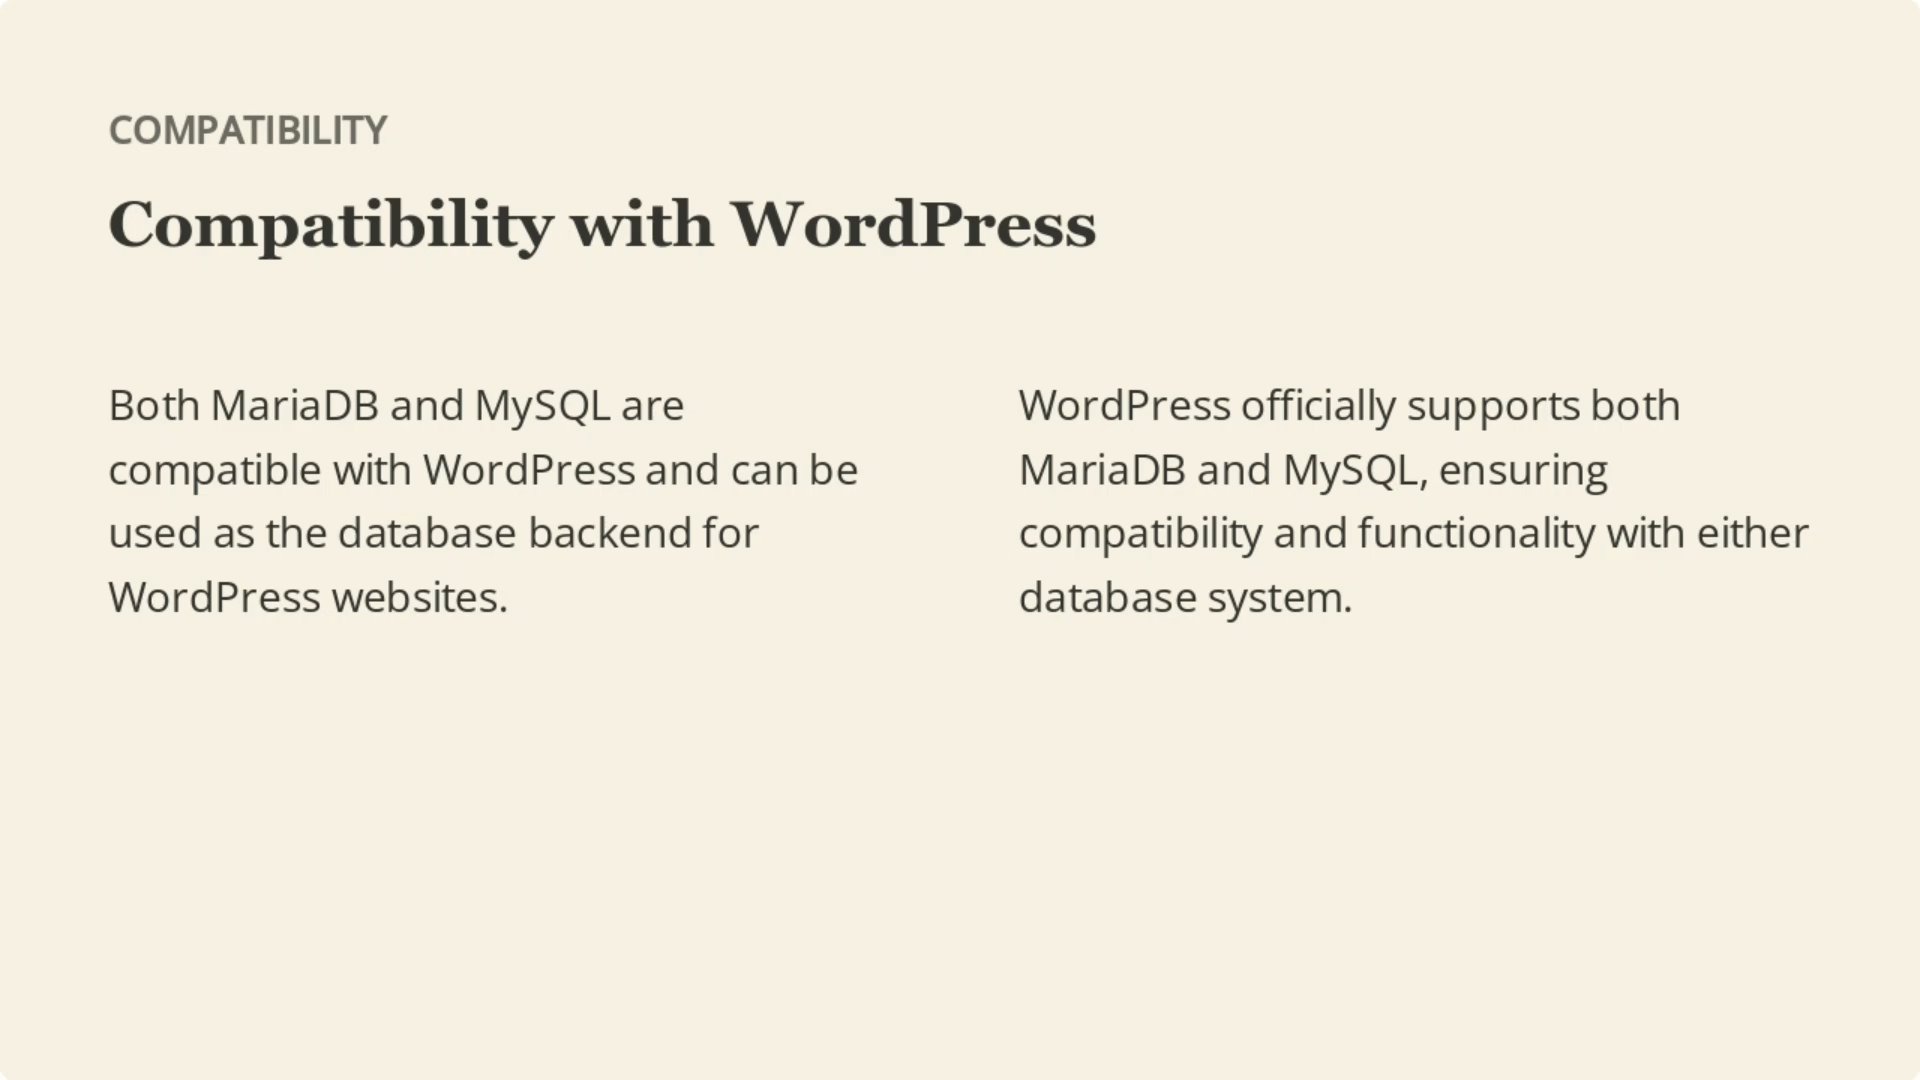 COMPATIBILITY
Compatibility with WordPress
Both MariaDB and MySQL are
compatible with WordPress and can be
used as the database backend for
WordPress websites.
WordPress officially supports both
MariaDB and MySQL, ensuring
compatibility and functionality with either
database system.